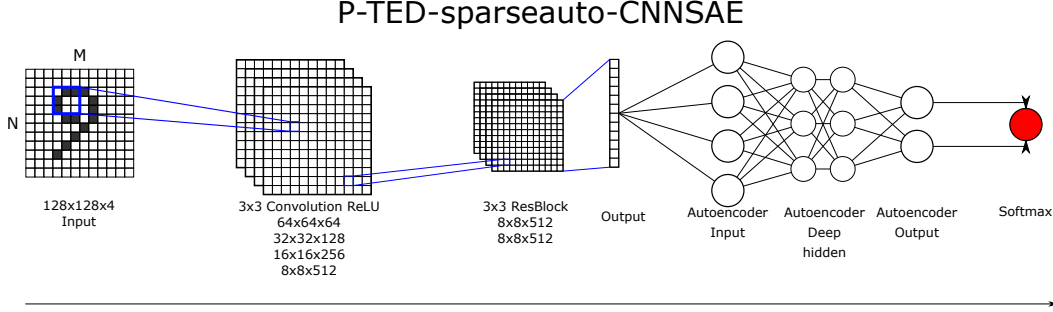 P-TED-sparseauto-CNNSAE
M
N
128x128x4
Input
3x3 Convolution ReLU
64x64x64
32x32x128
16x16x256
8x8x512
3x3 ResBlock
8x8x512
8x8x512
Output
Autoencoder
Input
Autoencoder
Deep
hidden
Autoencoder
Output
Softmax